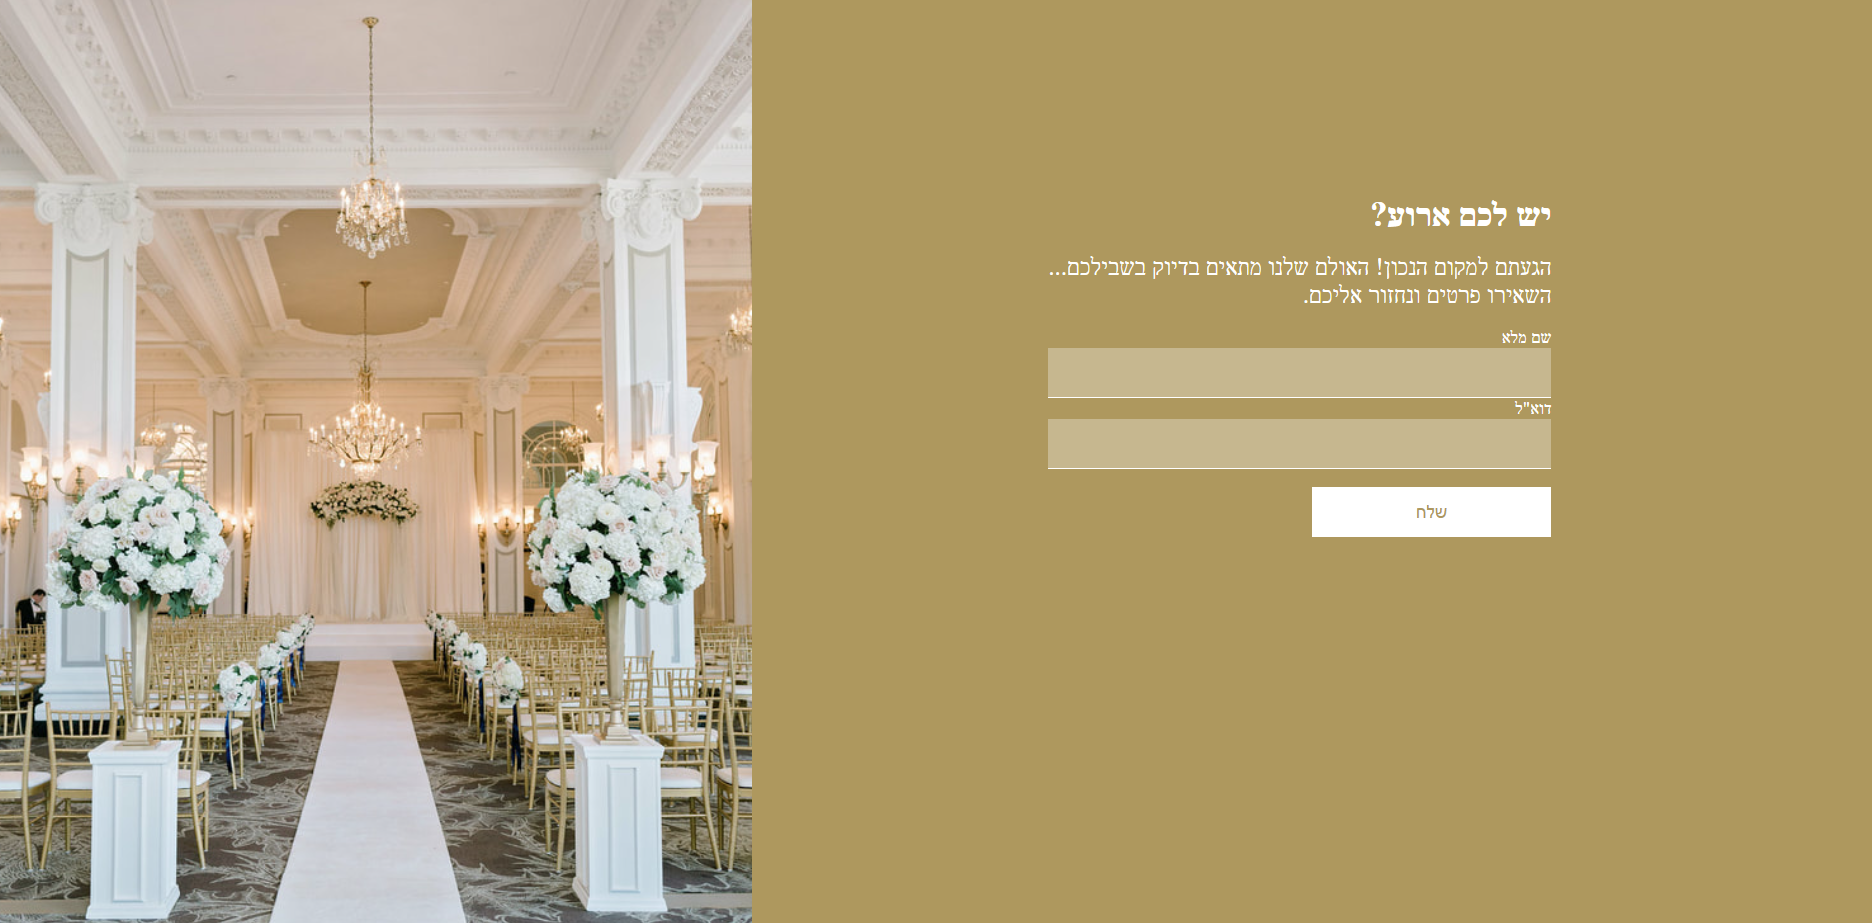 יש לכם ארוע?
הגעתם למקום הנכון! האולם שלנו מתאים בדיוק בשבילכם...
השאירו פרטים ונחזור אליכם.
שם מלא
דוא"ל
שלח